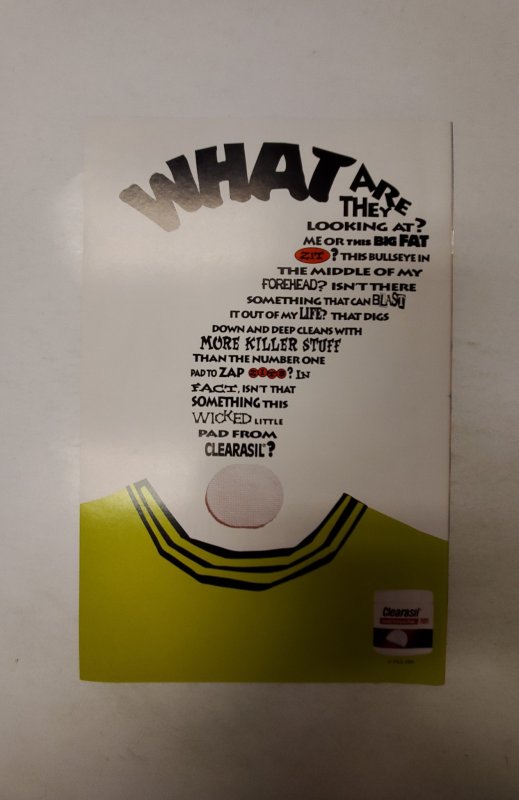 WHAT ARE
THEY
LOOKING AT?
ME OR THIS BIG FAT
ZIT? THIS BULLSEYE IN
THE MIDDLE OF MY
FOREHEAD? ISN'T THERE
SOMETHING THAT CAN BLAST
IT OUT OF MY LIFE? THAT DIGS
DOWN AND DEEP CLEANS WITH
MORE KILLER STUFF
THAN THE NUMBER ONE
PAD TO ZAP ZITS? IN
FACT, ISN'T THAT
SOMETHING THIS
WICKED LITTLE
PAD FROM
CLEARASIL®?
Clearasil